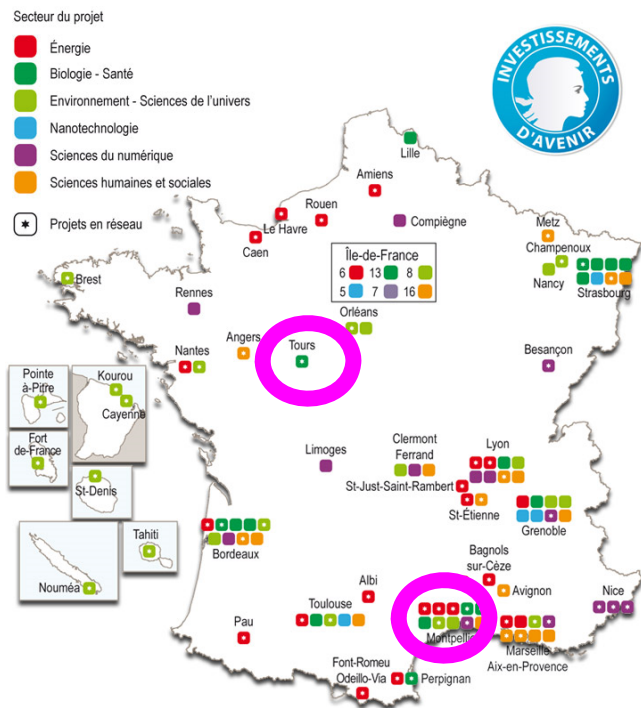 Secteur du projet
Énergie
Biologie - Santé
Environnement - Sciences de l'univers
Nanotechnologie
Sciences du numérique
Sciences humaines et sociales
Projets en réseau
INVESTISSEMENTS
D'AVENIR
Lille
Amiens
Rouen
Le Havre
Compiègne
Caen
Metz
Champenoux
Nancy
Strasbourg
Île-de-France
6 13 8
5 7 16
Brest
Rennes
Orléans
Angers
Tours
Nantes
Besançon
Pointe
à-Pitre
Kourou
Cayenne
Fort
de-France
St-Denis
Limoges
Clermont
Ferrand
Lyon
St-Just-Saint-Rambert
St-Étienne
Grenoble
Bordeaux
Tahiti
Nouméa
Bagnols
sur-Cèze
Albi
Avignon
Nice
Toulouse
Pau
Montpellier
Marseille
Aix-en-Provence
Font-Romeu
Odeillo-Via
Perpignan